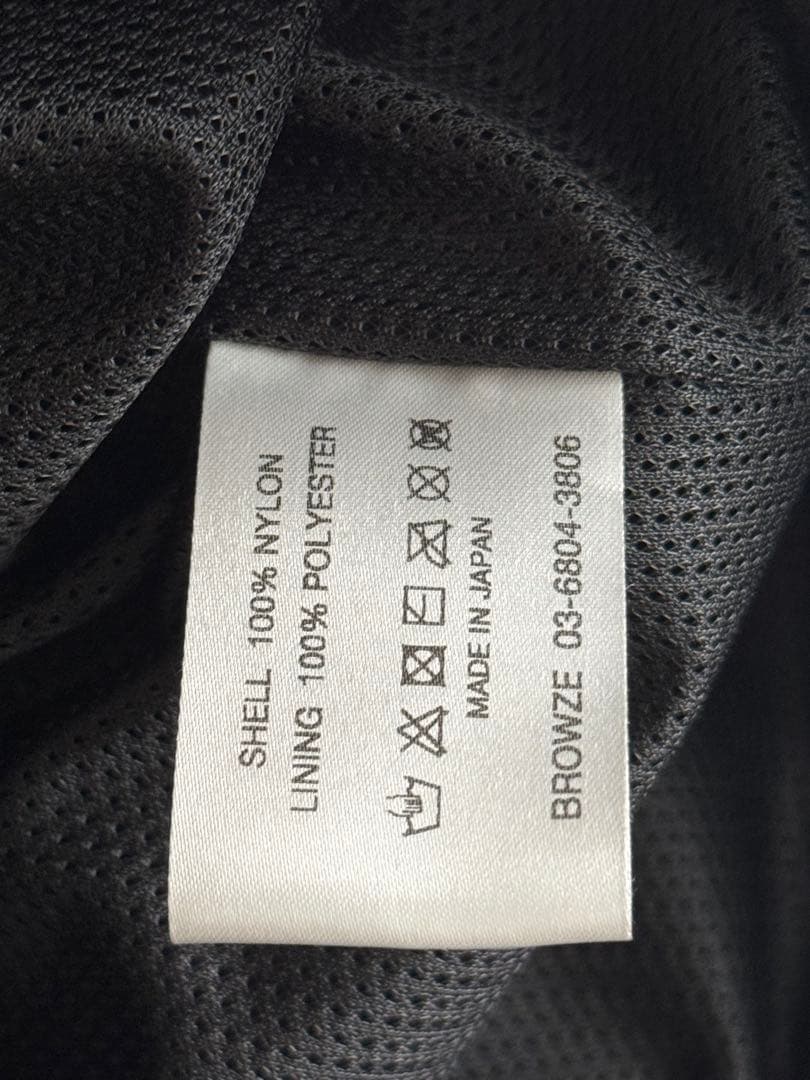 SHELL 100% NYLON
LINING 100% POLYESTER
MADE IN JAPAN
BROWZE 03-6804-3806